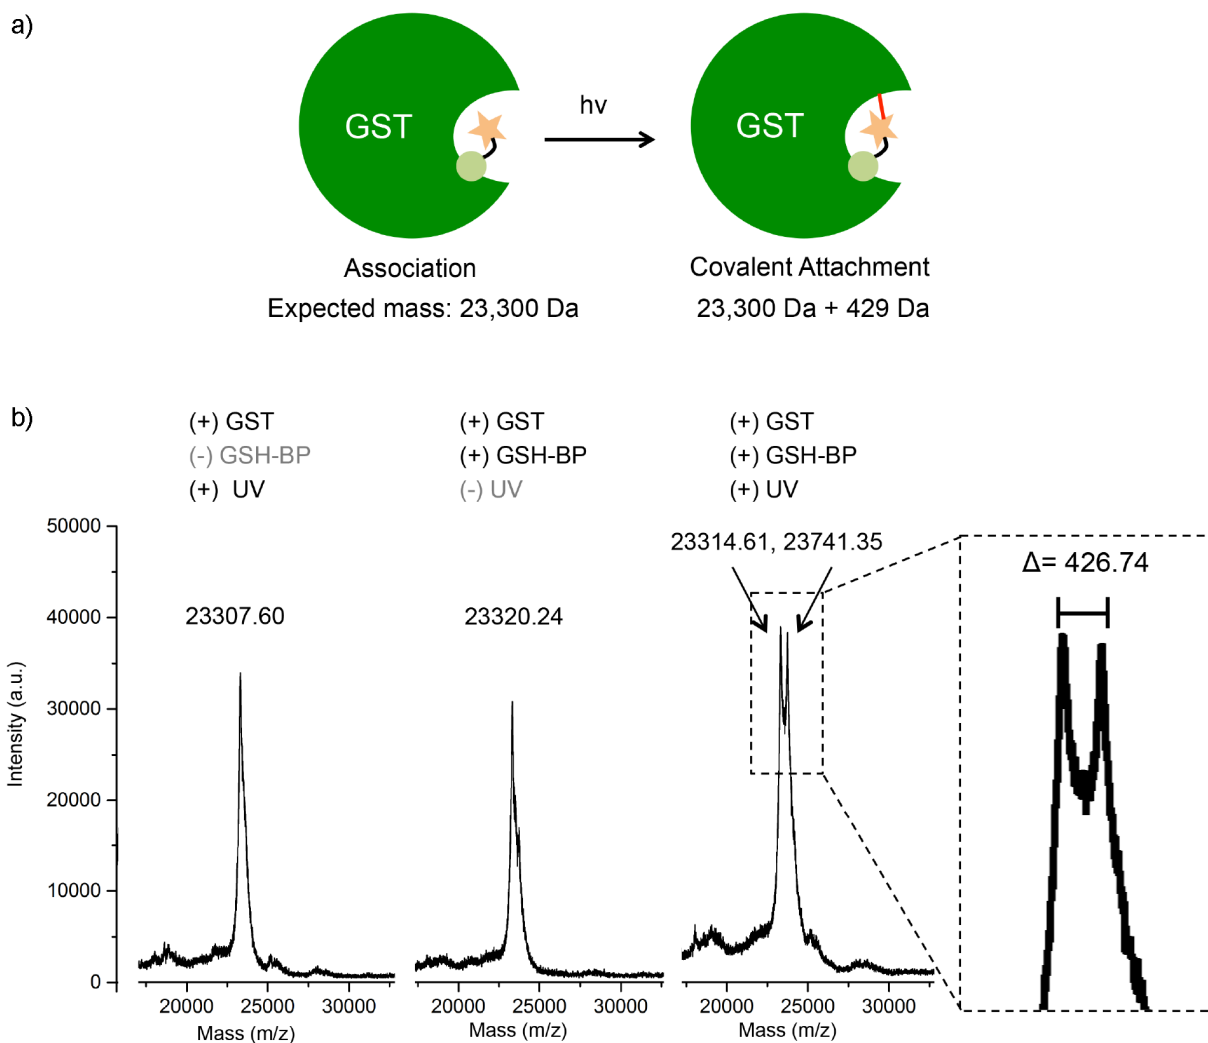 a)
GST
hv
GST
Association
Covalent Attachment
Expected mass: 23,300 Da
23,300 Da + 429 Da
b)
(+) GST
(-) GSH-BP
(+) UV
(+) GST
(+) GSH-BP
(-) UV
(+) GST
(+) GSH-BP
(+) UV
50000
40000
30000
20000
10000
0
Intensity (a.u.)
23307.60
23320.24
23314.61, 23741.35
Δ= 426.74
20000 25000 30000
20000 25000 30000
20000 25000 30000
Mass (m/z)
Mass (m/z)
Mass (m/z)